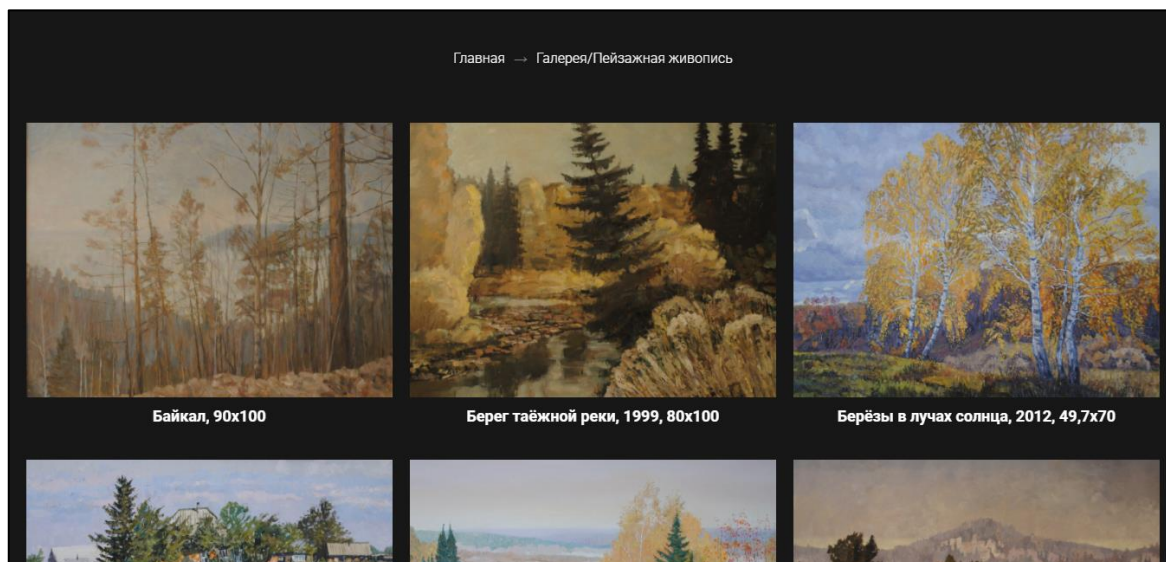 Главная → Галерея/Пейзажная живопись
Байкал, 90x100
Берег таёжной реки, 1999, 80x100
Берёзы в лучах солнца, 2012, 49,7x70